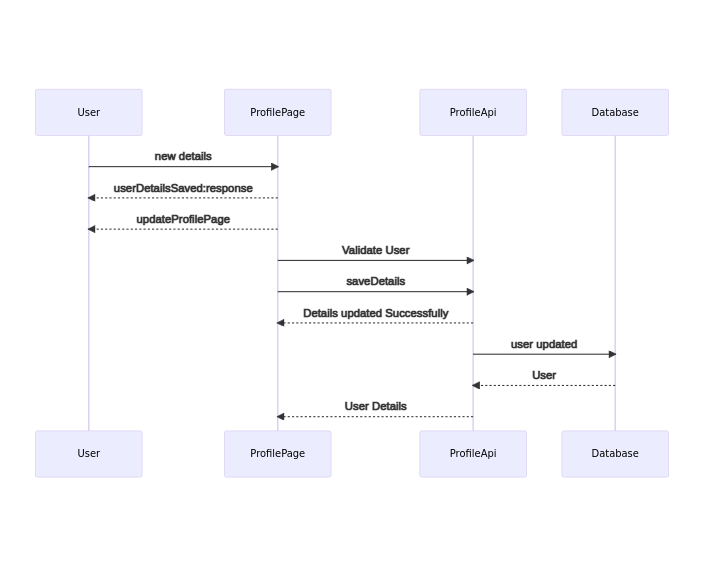 User
ProfilePage
ProfileApi
Database
new details
userDetailsSaved:response
updateProfilePage
Validate User
saveDetails
Details updated Successfully
user updated
User
User Details
User
ProfilePage
ProfileApi
Database